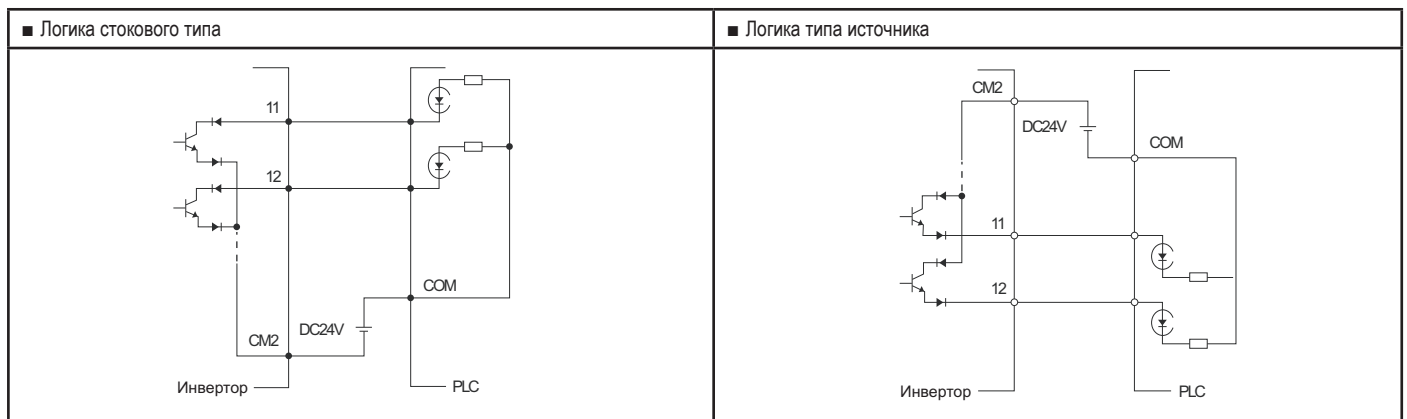 ■ Логика стокового типа
■ Логика типа источника
11
12
COM
DC24V
CM2
Инвертор
PLC
CM2
DC24V
COM
11
12
Инвертор
PLC